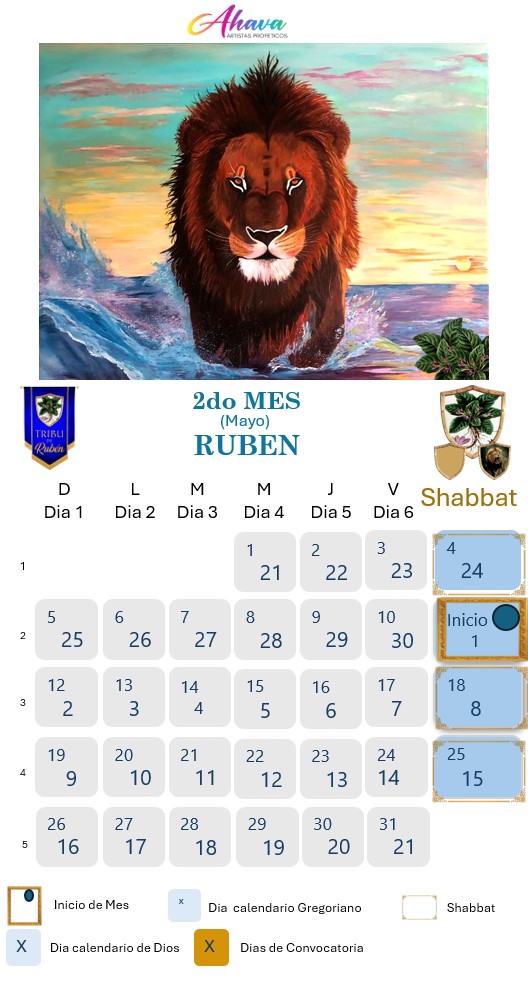 Ahava
ARTISTAS PROFETICOS
TRIBU
DE
Rubén
2do MES
(Mayo)
RUBEN
D L M M J V Shabbat
Dia 1 Dia 2 Dia 3 Dia 4 Dia 5 Dia 6
1 2 3 4
1 21 22 23 24
5 6 7 8 9 10 Inicio
2 25 26 27 28 29 30 1
12 13 14 15 16 17 18
3 2 3 4 5 6 7 8
19 20 21 22 23 24 25
4 9 10 11 12 13 14 15
26 27 28 29 30 31
5 16 17 18 19 20 21
Inicio de Mes x Dia calendario Gregoriano Shabbat
X Dia calendario de Dios X Dias de Convocatoria